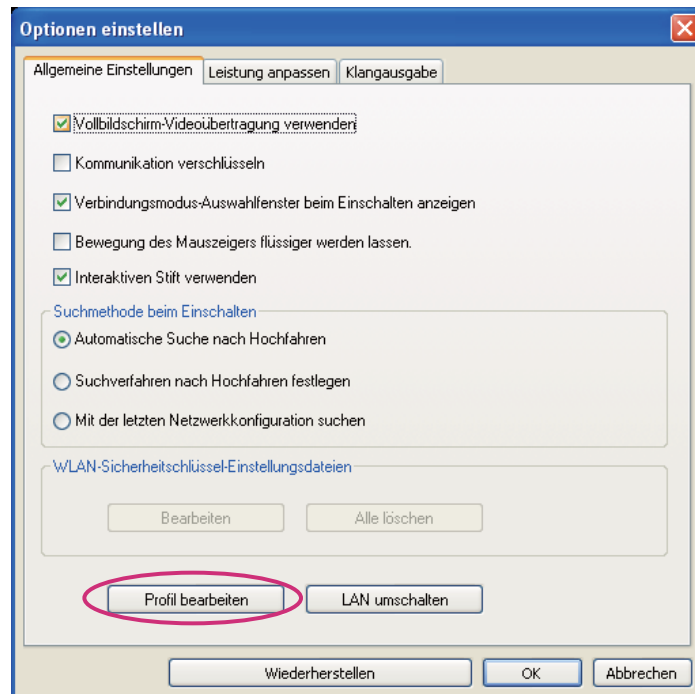 Optionen einstellen
Allgemeine Einstellungen Leistung anpassen Klangausgabe
Vollbildschirm-Videoübertragung verwenden
Kommunikation verschlüsseln
Verbindungsmodus-Auswahlfenster beim Einschalten anzeigen
Bewegung des Mauszeigers flüssiger werden lassen.
Interaktiven Stift verwenden
Suchmethode beim Einschalten
Automatische Suche nach Hochfahren
Suchverfahren nach Hochfahren festlegen
Mit der letzten Netzwerkkonfiguration suchen
WLAN-Sicherheitschlüssel-Einstellungsdateien
Bearbeiten Alle löschen
Profil bearbeiten LAN umschalten
Wiederherstellen OK Abbrechen